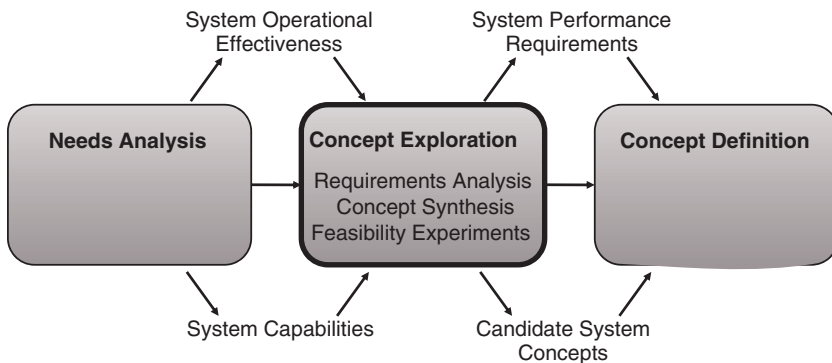 System Operational
Effectiveness
System Performance
Requirements
Needs Analysis
Concept Exploration
Requirements Analysis
Concept Synthesis
Feasibility Experiments
Concept Definition
System Capabilities
Candidate System
Concepts